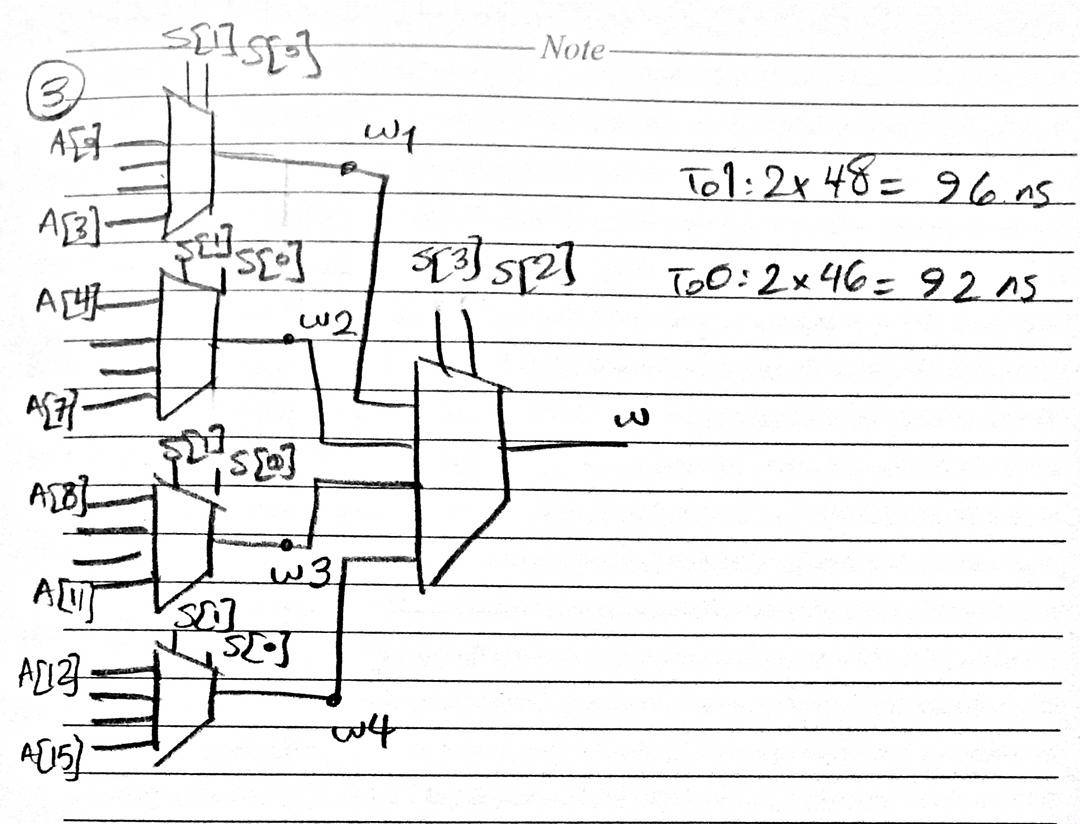 Note
S[1] S[0]
3
A[0]
w1
To1: 2 x 48 = 96 ns
A[3]
S[1] S[0]
S[3] S[2]
To0: 2 x 46 = 92 ns
A[4]
w2
A[7]
w
S[1] S[0]
A[8]
w3
A[11]
S[1] S[0]
A[12]
w4
A[15]